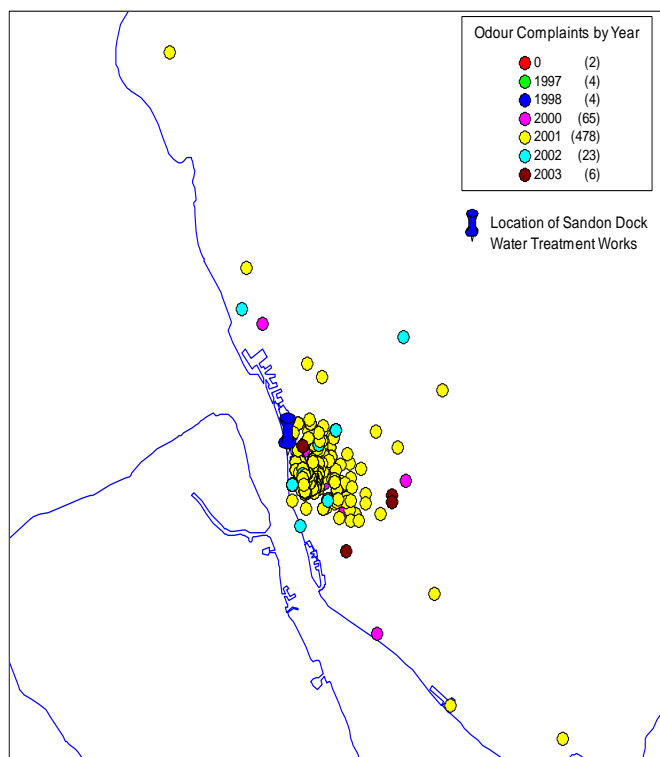 Odour Complaints by Year
0 (2)
1997 (4)
1998 (4)
2000 (65)
2001 (478)
2002 (23)
2003 (6)
Location of Sandon Dock
Water Treatment Works